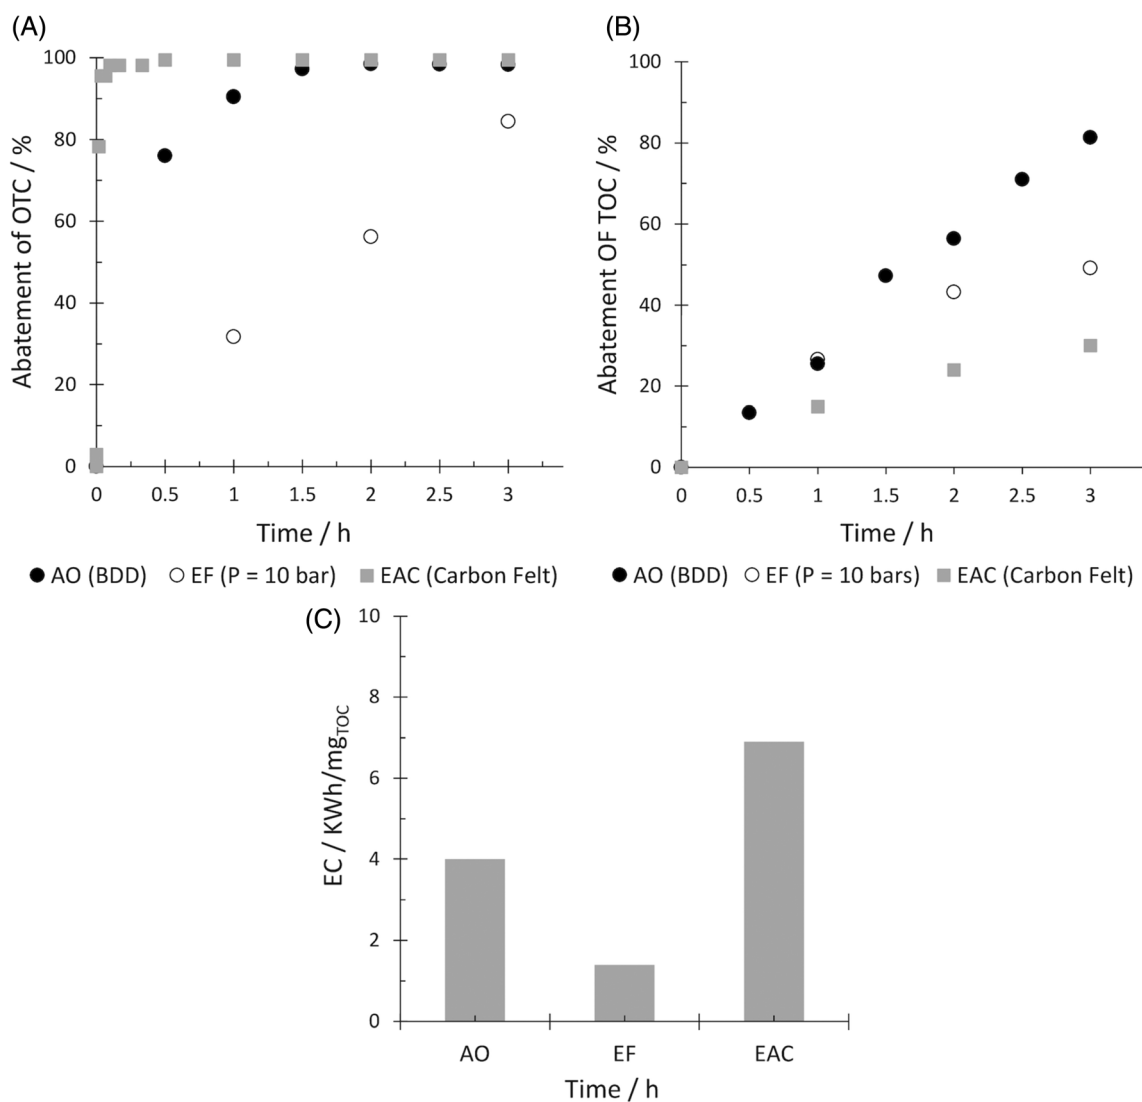 (A)
Abatement of OTC / %
100
80
60
40
20
0
0 0.5 1 1.5 2 2.5 3
Time / h
AO (BDD) EF (P = 10 bar) EAC (Carbon Felt)
(B)
Abatement OF TOC / %
100
80
60
40
20
0
0 0.5 1 1.5 2 2.5 3
Time / h
AO (BDD) EF (P = 10 bars) EAC (Carbon Felt)
(C)
EC / KWh/mgTOC
10
8
6
4
2
0
AO EF EAC
Time / h